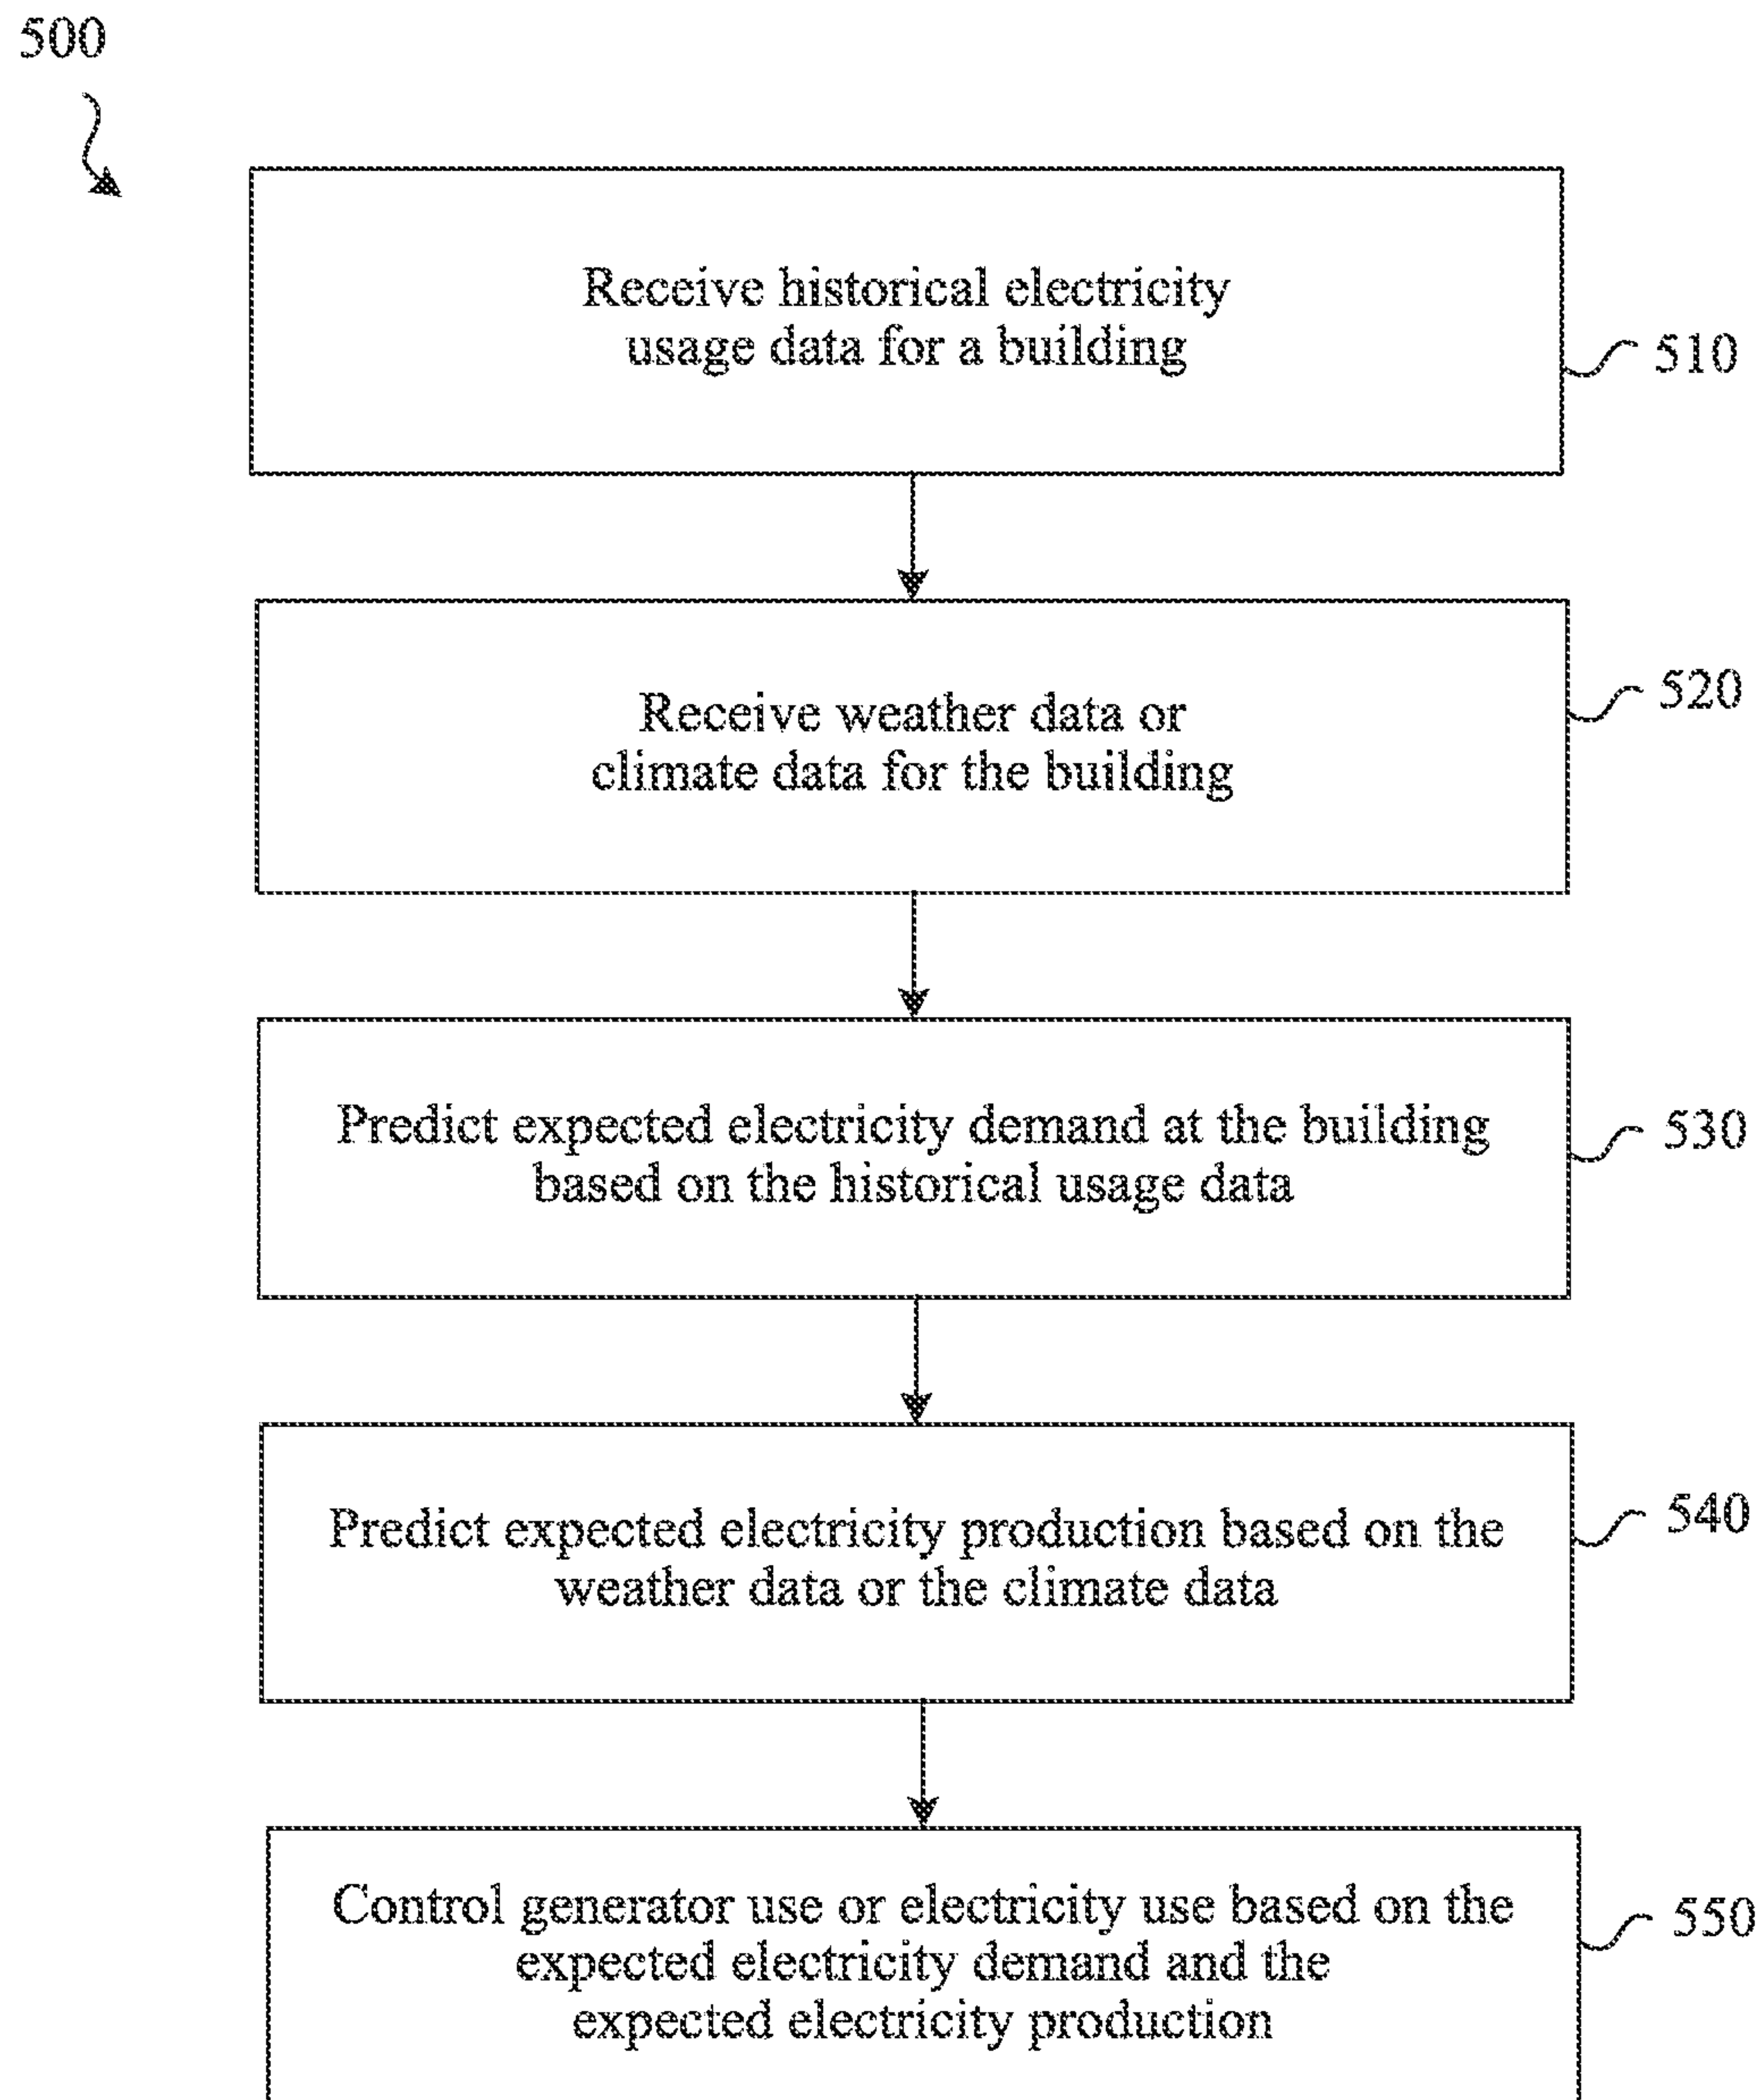 500
Receive historical electricity
usage data for a building
510
Receive weather data or
climate data for the building
520
Predict expected electricity demand at the building
based on the historical usage data
530
Predict expected electricity production based on the
weather data or the climate data
540
Control generator use or electricity use based on the
expected electricity demand and the
expected electricity production
550